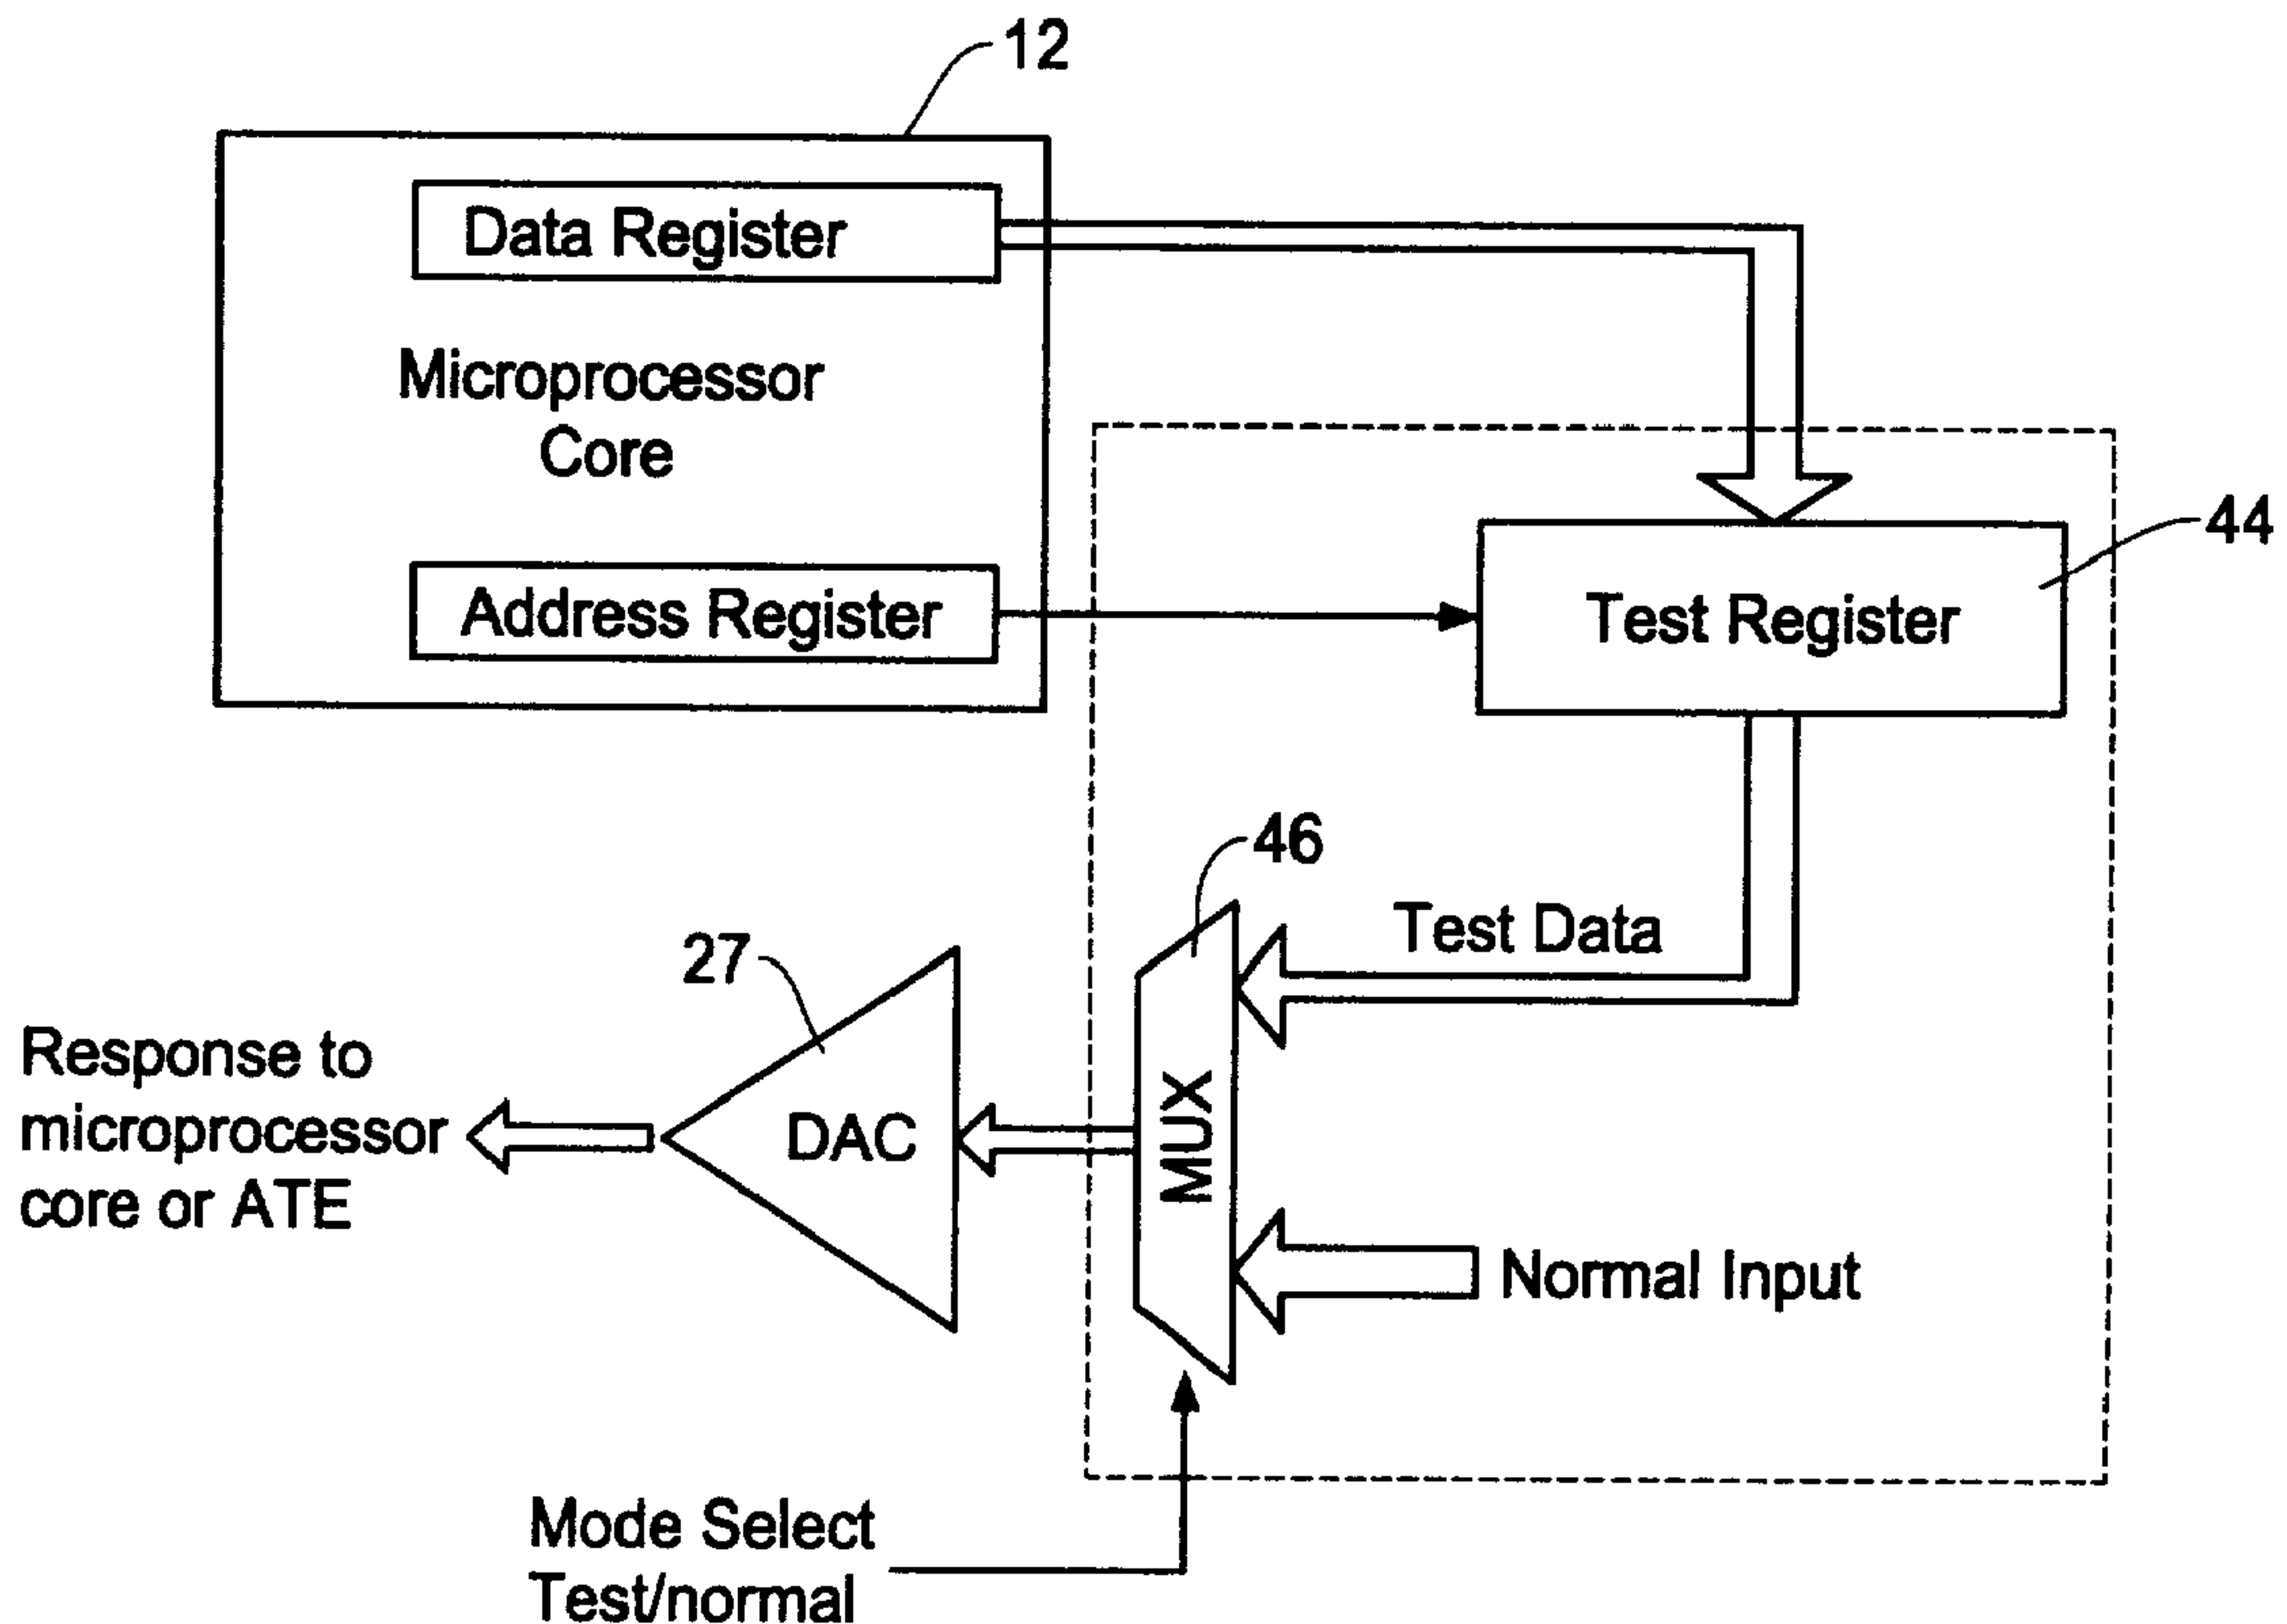 12
Data Register
Microprocessor
Core
Address Register
44
Test Register
46
Test Data
27
Response to
microprocessor
core or ATE
DAC
MUX
Normal Input
Mode Select
Test/normal